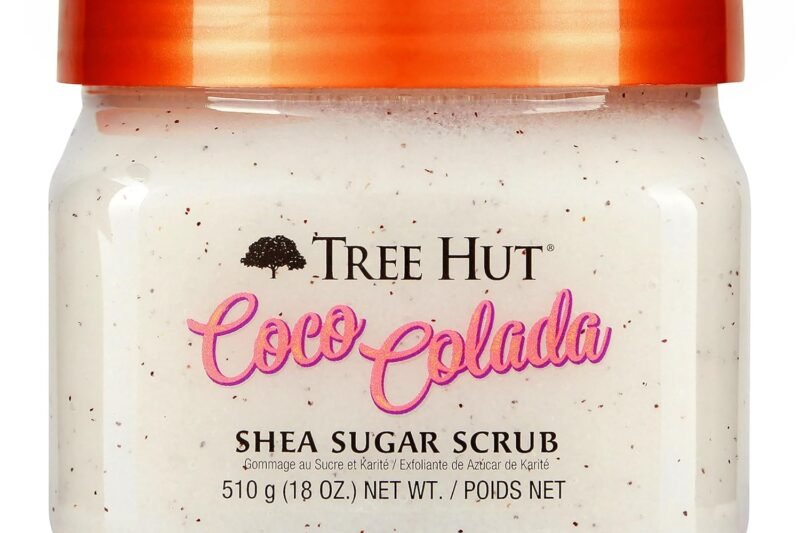 TREE HUT®
Coco Colada
SHEA SUGAR SCRUB
Gommage au Sucre et Karité / Exfoliante de Azúcar de Karité
510 g (18 OZ.) NET WT. / POIDS NET